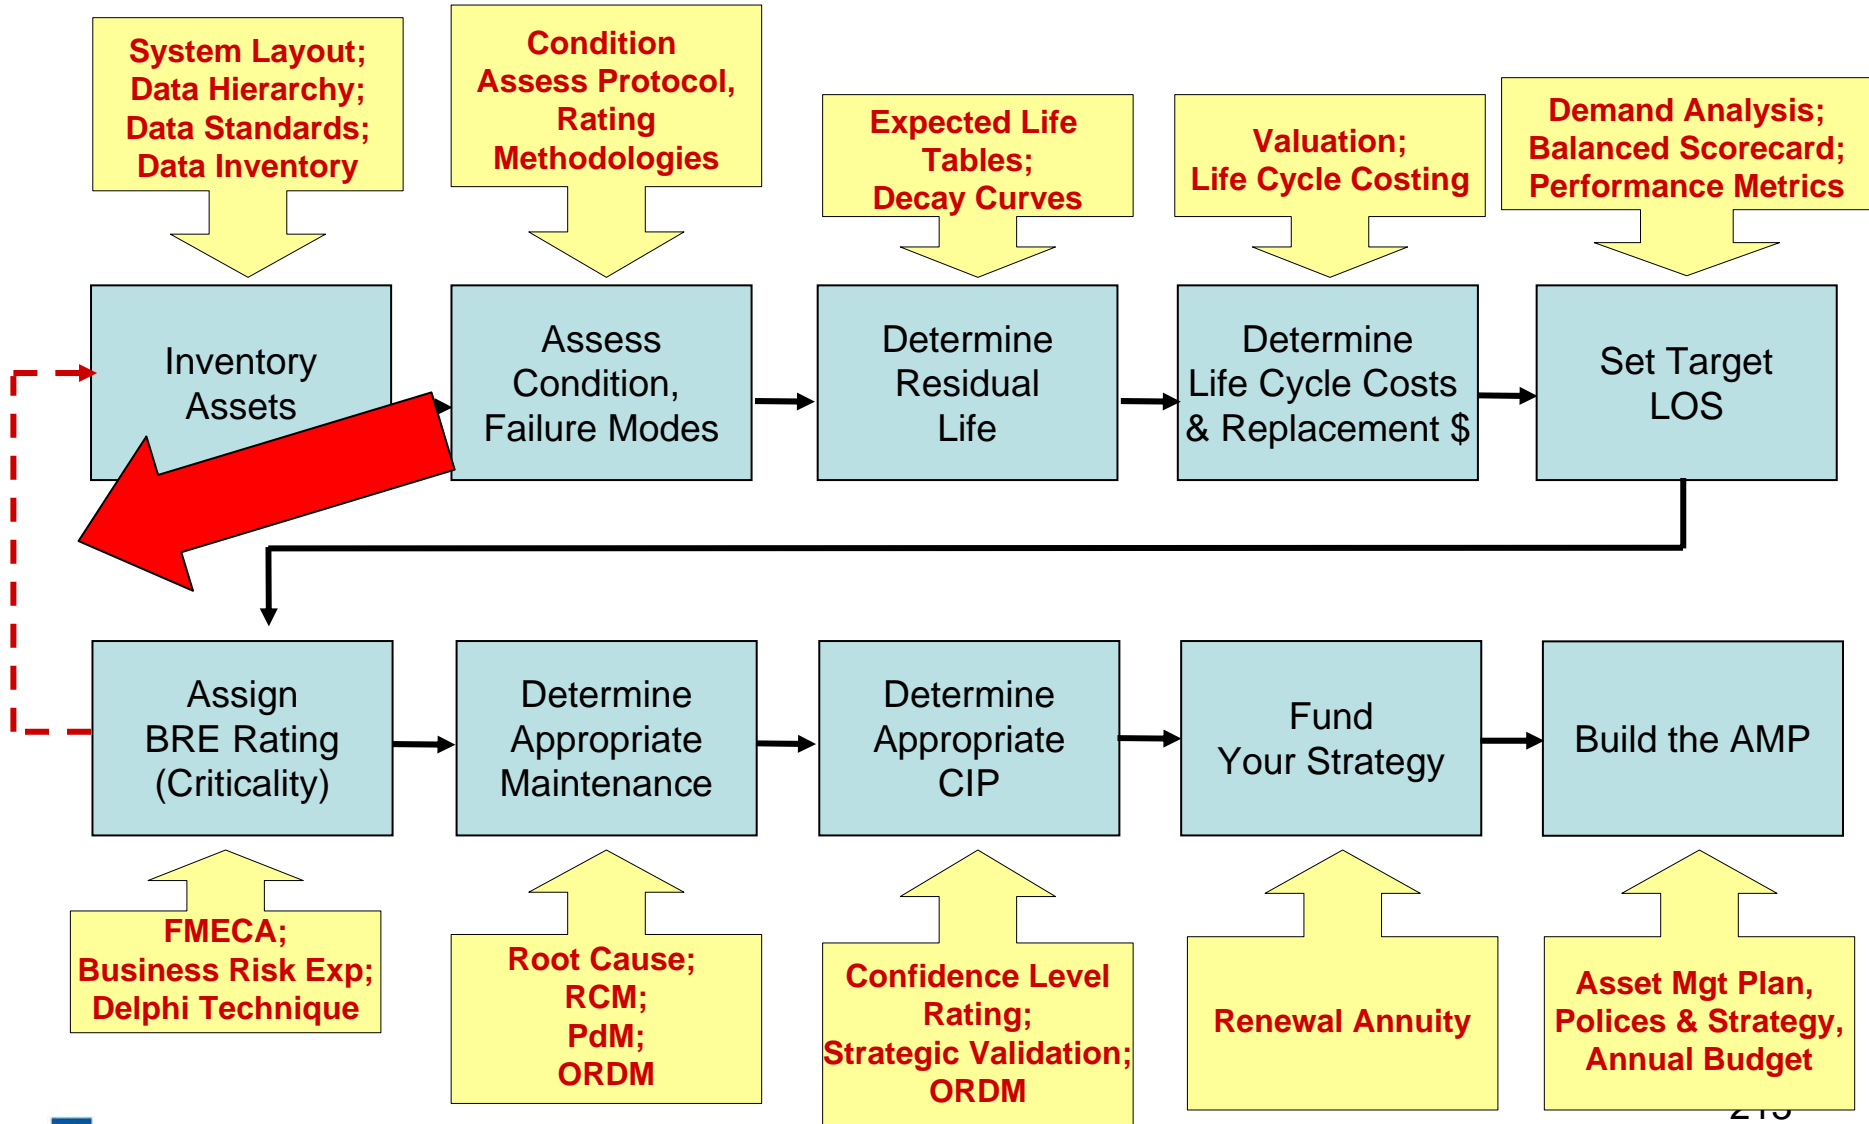 System Layout;
Data Hierarchy;
Data Standards;
Data Inventory
Condition
Assess Protocol,
Rating
Methodologies
Expected Life
Tables;
Decay Curves
Valuation;
Life Cycle Costing
Demand Analysis;
Balanced Scorecard;
Performance Metrics
Inventory
Assets
Assess
Condition,
Failure Modes
Determine
Residual
Life
Determine
Life Cycle Costs
& Replacement $
Set Target
LOS
Assign
BRE Rating
(Criticality)
Determine
Appropriate
Maintenance
Determine
Appropriate
CIP
Fund
Your Strategy
Build the AMP
FMECA;
Business Risk Exp;
Delphi Technique
Root Cause;
RCM;
PdM;
ORDM
Confidence Level
Rating;
Strategic Validation;
ORDM
Renewal Annuity
Asset Mgt Plan,
Polices & Strategy,
Annual Budget